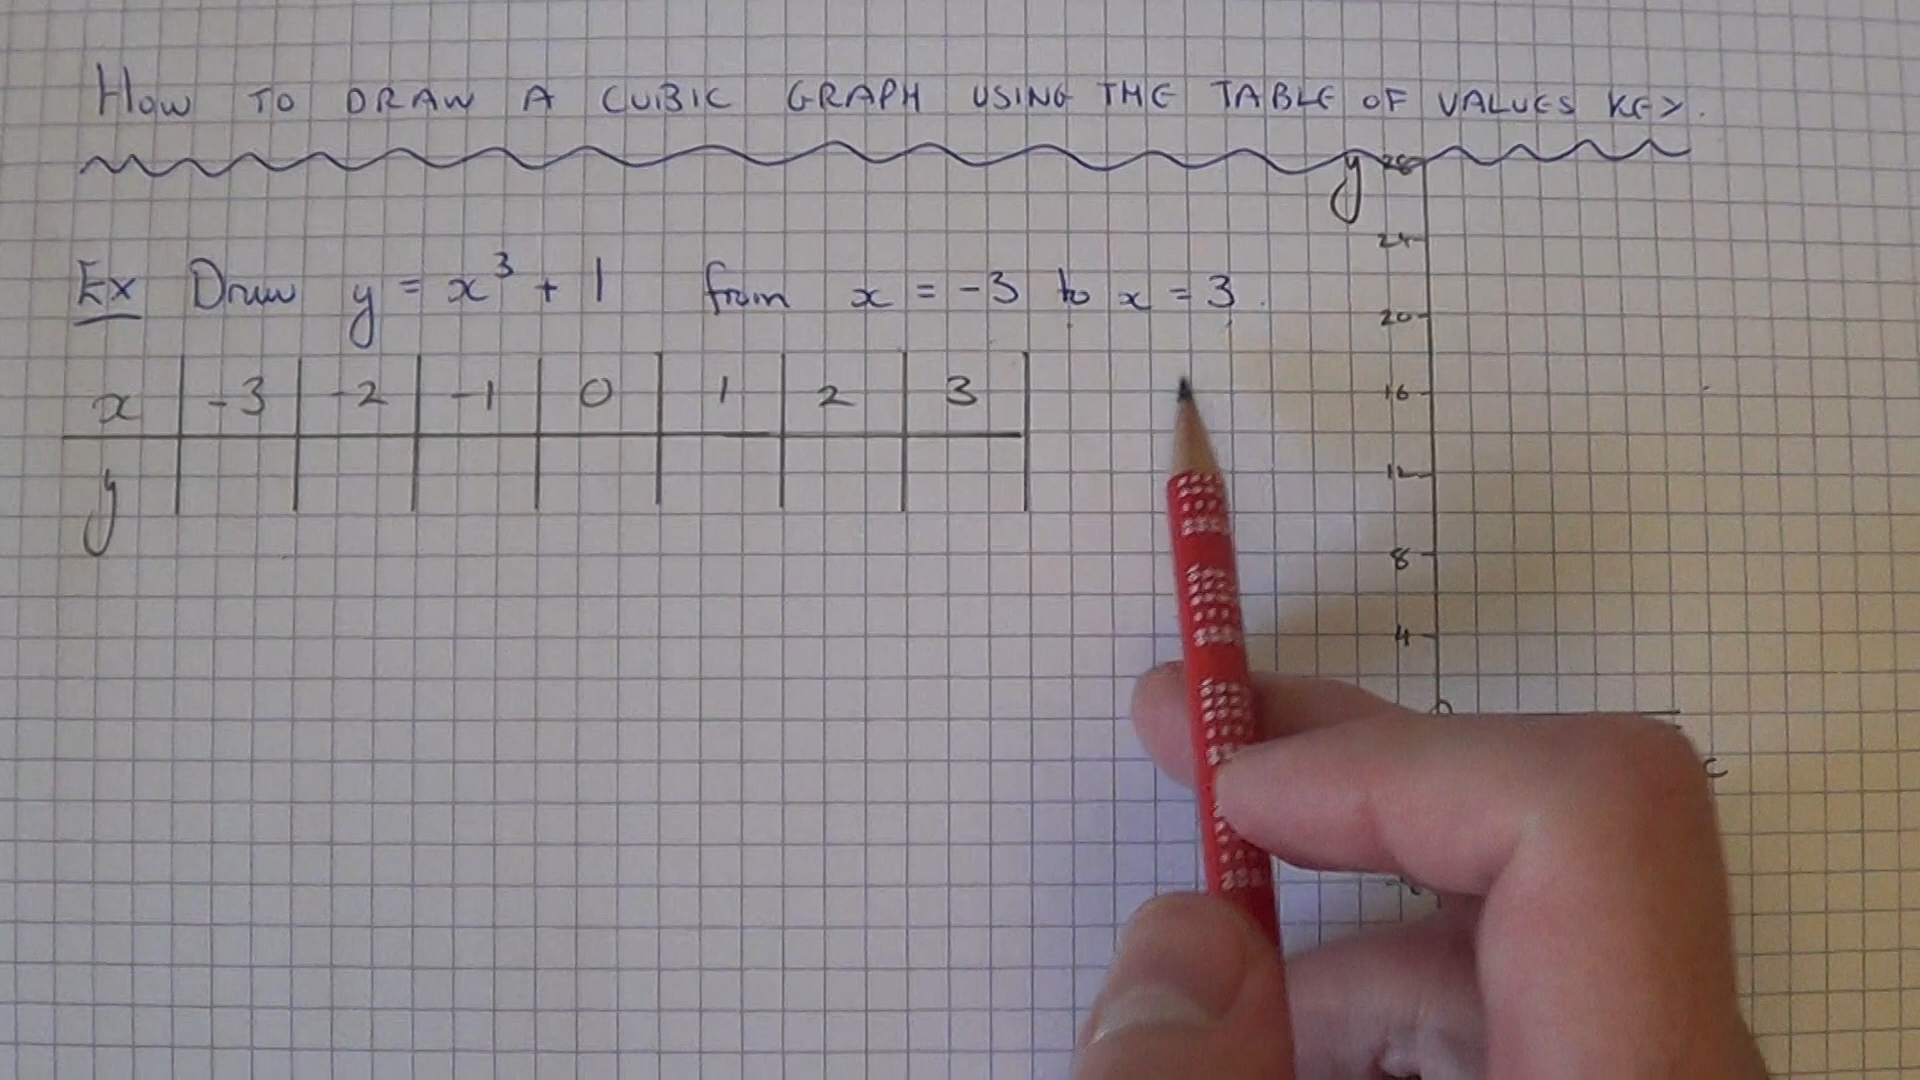 HOW TO DRAW A CUBIC GRAPH USING THE TABLE OF VALUES KEY.
y 28
24
Ex Draw y = x³ + 1 from x = -3 to x = 3.
20
x -3 -2 -1 0 1 2 3
16
y
12
8
4
0